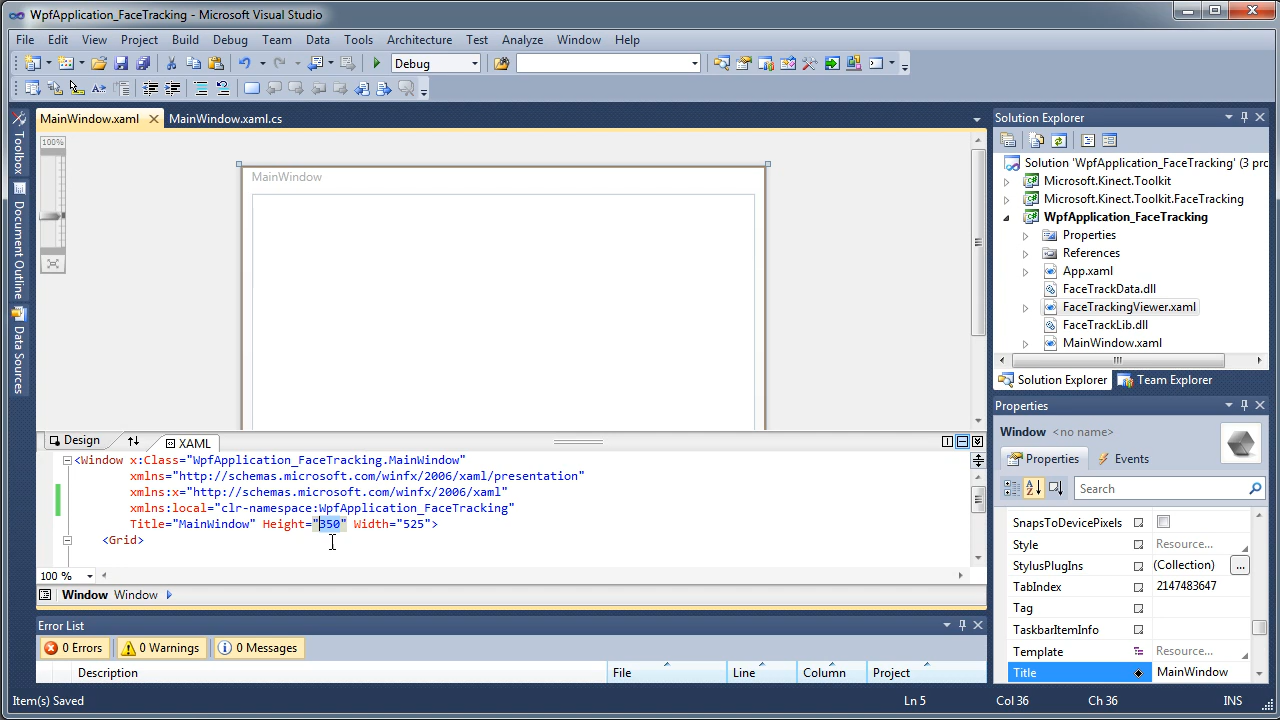 WpfApplication_FaceTracking - Microsoft Visual Studio
File Edit View Project Build Debug Team Data Tools Architecture Test Analyze Window Help
Debug
MainWindow.xaml MainWindow.xaml.cs
Toolbox
Document Outline
Data Sources
100%
MainWindow
Design XAML
<Window x:Class="WpfApplication_FaceTracking.MainWindow"
xmlns="http://schemas.microsoft.com/winfx/2006/xaml/presentation"
xmlns:x="http://schemas.microsoft.com/winfx/2006/xaml"
xmlns:local="clr-namespace:WpfApplication_FaceTracking"
Title="MainWindow" Height="350" Width="525">
<Grid>
100 %
Window Window
Error List
0 Errors 0 Warnings 0 Messages
Description File Line Column Project
Item(s) Saved Ln 5 Col 36 Ch 36 INS
Solution Explorer
Solution 'WpfApplication_FaceTracking' (3 pro
Microsoft.Kinect.Toolkit
Microsoft.Kinect.Toolkit.FaceTracking
WpfApplication_FaceTracking
Properties
References
App.xaml
FaceTrackData.dll
FaceTrackingViewer.xaml
FaceTrackLib.dll
MainWindow.xaml
Solution Explorer Team Explorer
Properties
Window <no name>
Properties Events
Search
SnapsToDevicePixels
Style Resource...
StylusPlugIns (Collection) ...
TabIndex 2147483647
Tag
TaskbarItemInfo
Template Resource...
Title MainWindow